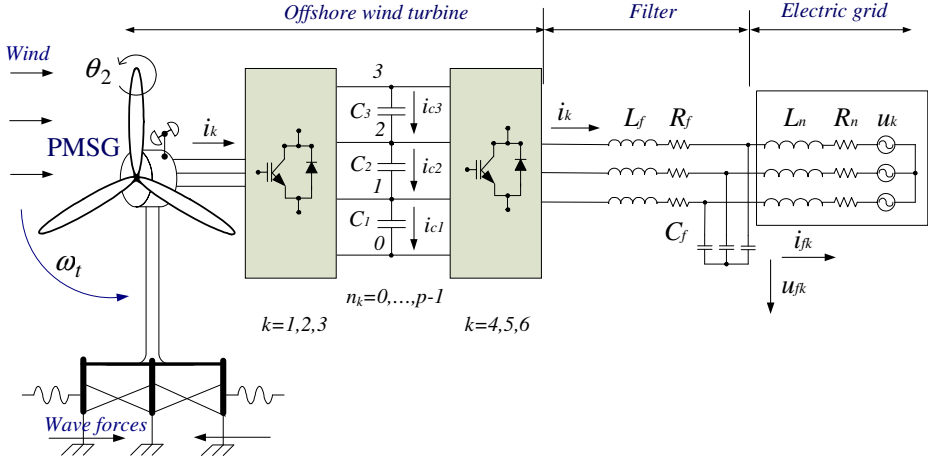 Offshore wind turbine
Filter
Electric grid
Wind
θ2
PMSG
ik
3
C3
ic3
2
C2
ic2
1
C1
ic1
0
ik
Lf
Rf
Ln
Rn
uk
Cf
ifk
ufk
ωt
nk=0,...,p-1
k=1,2,3
k=4,5,6
Wave forces